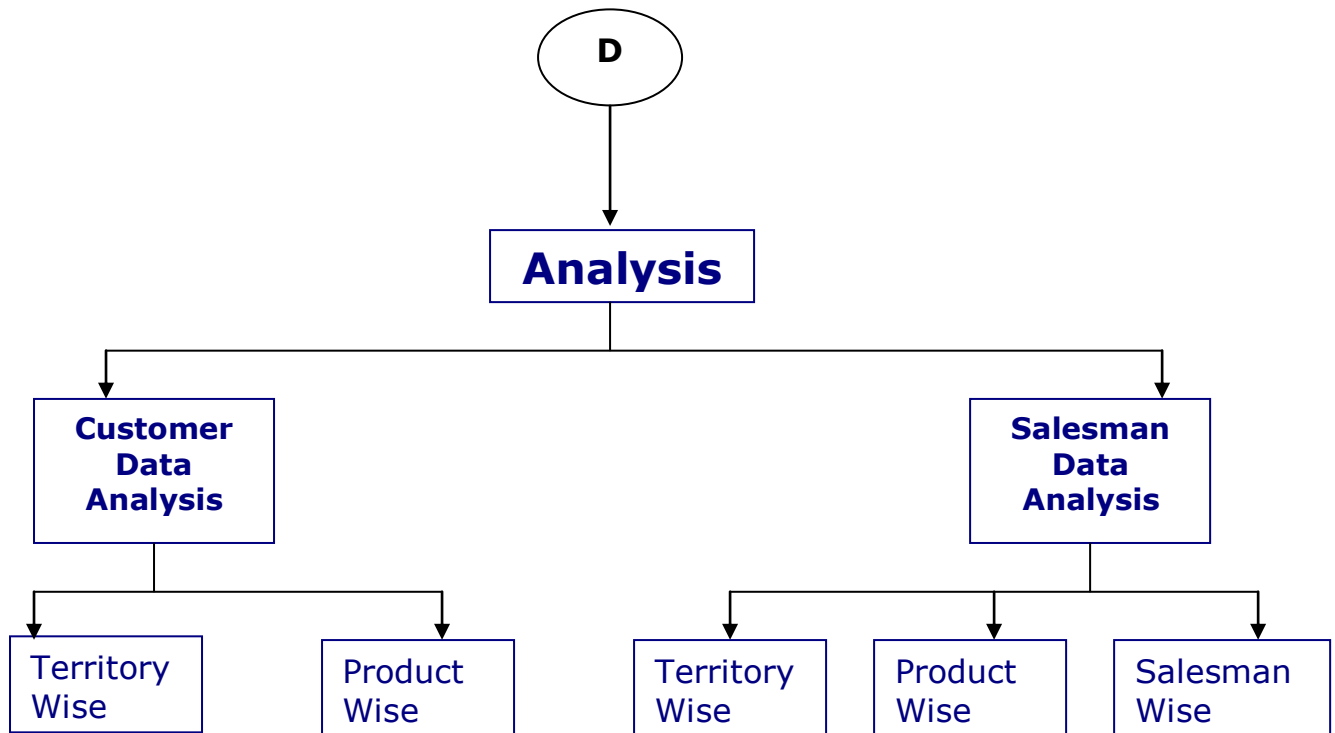 D
Analysis
Customer
Data
Analysis
Salesman
Data
Analysis
Territory
Wise
Product
Wise
Territory
Wise
Product
Wise
Salesman
Wise